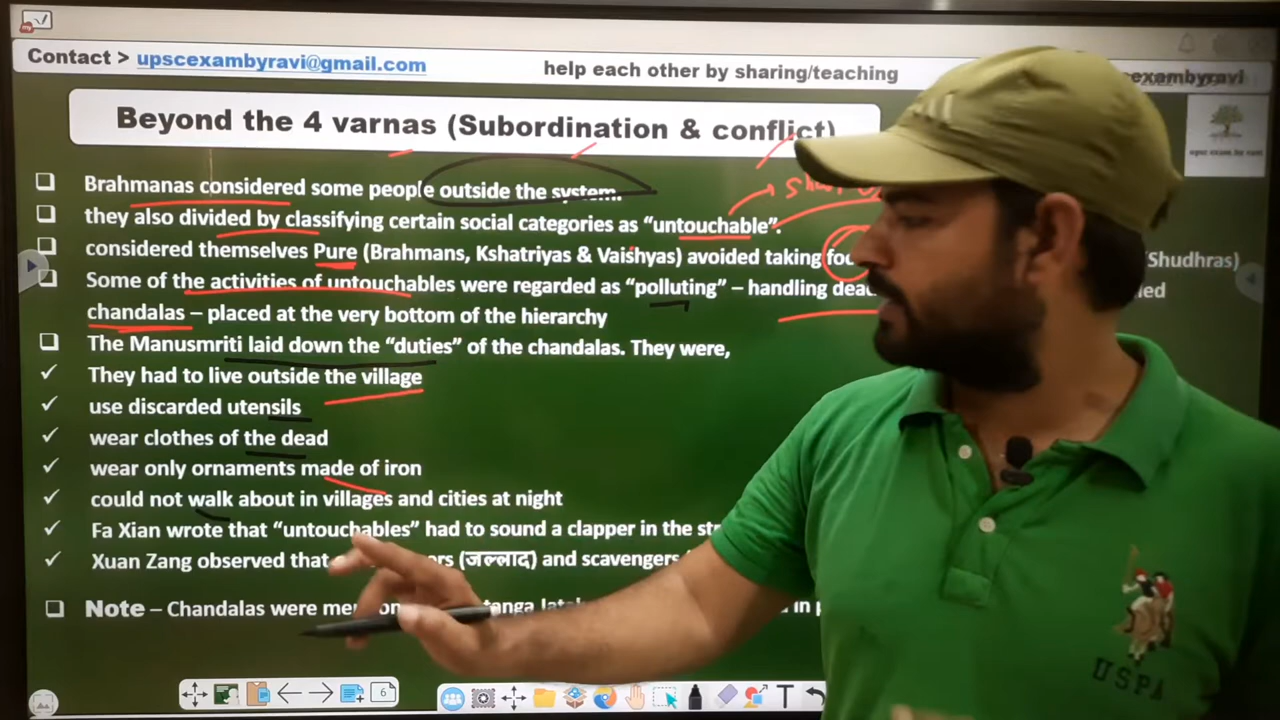 Contact > upscexambyravi@gmail.com
help each other by sharing/teaching
exambyravi
Beyond the 4 varnas (Subordination & conflict)
Brahmanas considered some people outside the system.
they also divided by classifying certain social categories as “untouchable”.
considered themselves Pure (Brahmans, Kshatriyas & Vaishyas) avoided taking (Shudhras)
Some of the activities of untouchables were regarded as “polluting” – handling
chandalas – placed at the very bottom of the hierarchy
The Manusmriti laid down the “duties” of the chandalas. They were,
They had to live outside the village
use discarded utensils
wear clothes of the dead
wear only ornaments made of iron
could not walk about in villages and cities at night
Fa Xian wrote that “untouchables” had to sound a clapper in the
Xuan Zang observed that (जल्लाद) and scavengers
Note – Chandalas were in
6
T
USPA